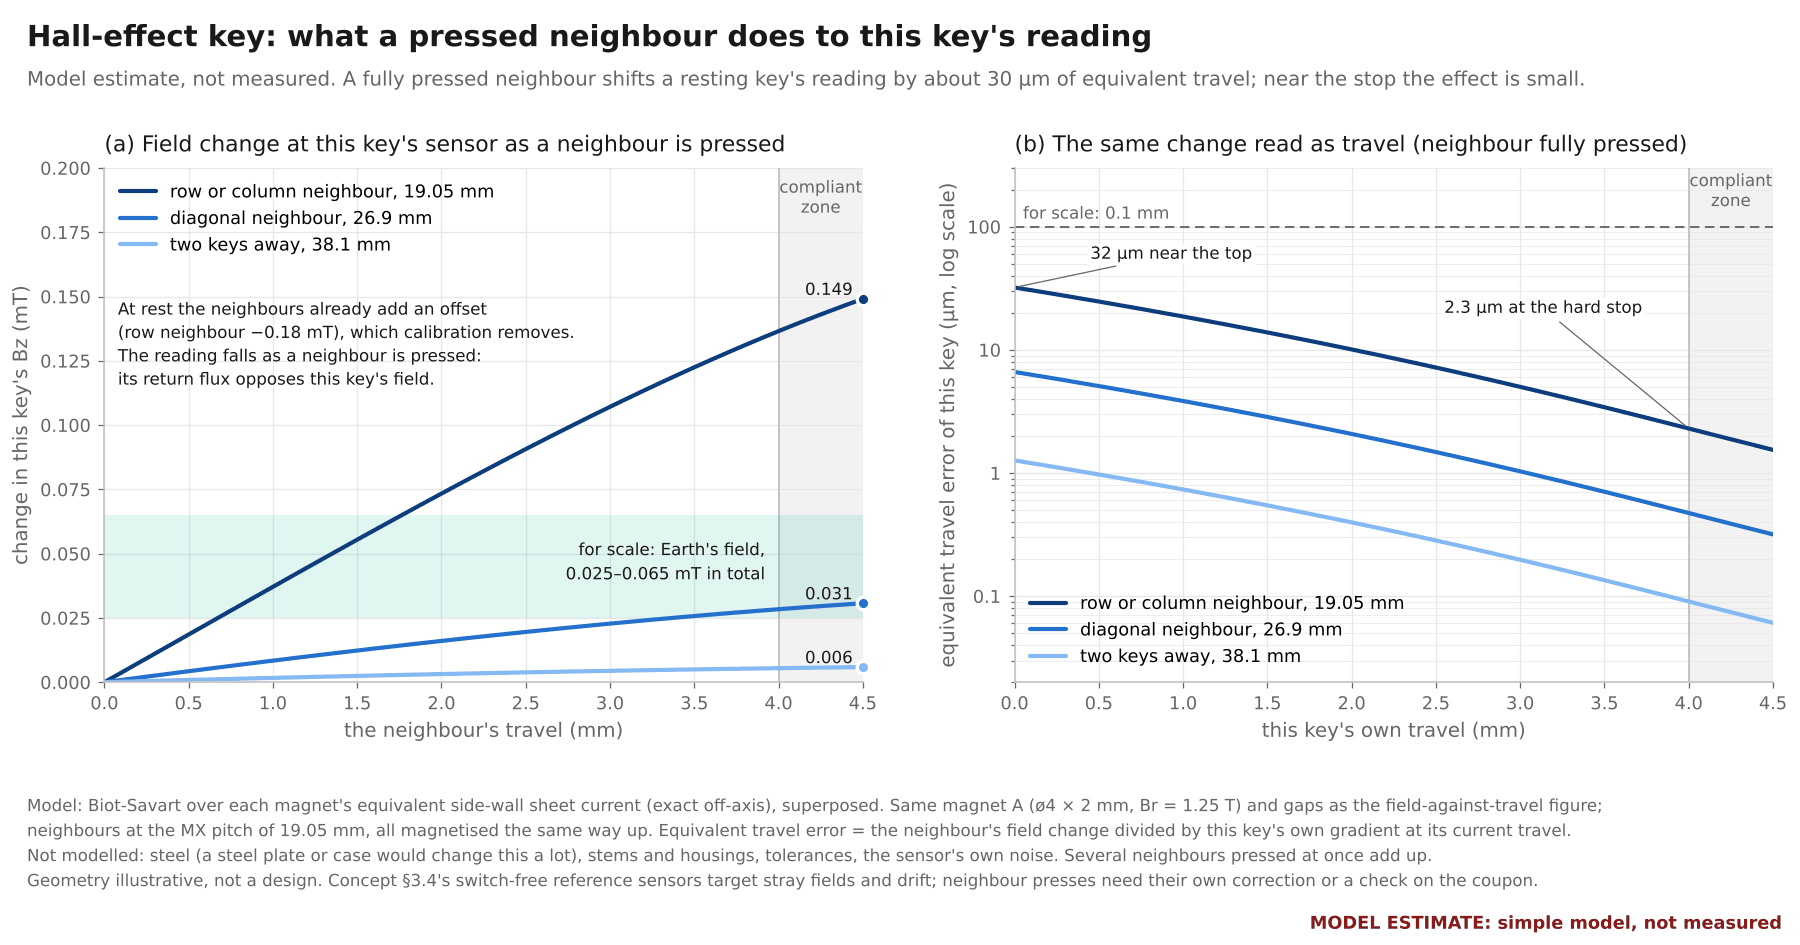 Hall-effect key: what a pressed neighbour does to this key's reading
Model estimate, not measured. A fully pressed neighbour shifts a resting key's reading by about 30 µm of equivalent travel; near the stop the effect is small.
(a) Field change at this key's sensor as a neighbour is pressed
change in this key's Bz (mT)
0.200
0.175
0.150
0.125
0.100
0.075
0.050
0.025
0.000
row or column neighbour, 19.05 mm
diagonal neighbour, 26.9 mm
two keys away, 38.1 mm
compliant
zone
At rest the neighbours already add an offset
(row neighbour −0.18 mT), which calibration removes.
The reading falls as a neighbour is pressed:
its return flux opposes this key's field.
0.149
for scale: Earth's field,
0.025–0.065 mT in total
0.031
0.006
0.0 0.5 1.0 1.5 2.0 2.5 3.0 3.5 4.0 4.5
the neighbour's travel (mm)
(b) The same change read as travel (neighbour fully pressed)
equivalent travel error of this key (µm, log scale)
100
10
1
0.1
compliant
zone
for scale: 0.1 mm
32 µm near the top
2.3 µm at the hard stop
row or column neighbour, 19.05 mm
diagonal neighbour, 26.9 mm
two keys away, 38.1 mm
0.0 0.5 1.0 1.5 2.0 2.5 3.0 3.5 4.0 4.5
this key's own travel (mm)
Model: Biot-Savart over each magnet's equivalent side-wall sheet current (exact off-axis), superposed. Same magnet A (ø4 × 2 mm, Br = 1.25 T) and gaps as the field-against-travel figure;
neighbours at the MX pitch of 19.05 mm, all magnetised the same way up. Equivalent travel error = the neighbour's field change divided by this key's own gradient at its current travel.
Not modelled: steel (a steel plate or case would change this a lot), stems and housings, tolerances, the sensor's own noise. Several neighbours pressed at once add up.
Geometry illustrative, not a design. Concept §3.4's switch-free reference sensors target stray fields and drift; neighbour presses need their own correction or a check on the coupon.
MODEL ESTIMATE: simple model, not measured